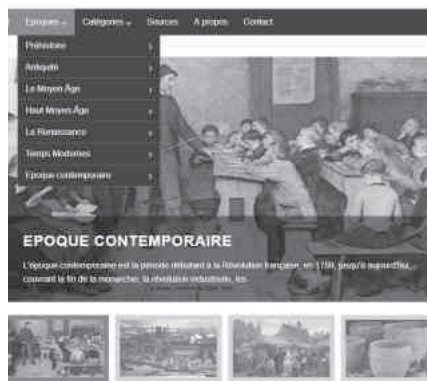 Epoques Catégories Sources A propos Contact
Préhistoire
Antiquité
Le Moyen Âge
Haut Moyen Âge
La Renaissance
Temps Modernes
Epoque contemporaine
EPOQUE CONTEMPORAIRE
L'époque contemporaine est la période débutant à la Révolution française, en 1789, jusqu'à aujourd'hui,
couvrant la fin de la monarchie, la révolution industrielle, les